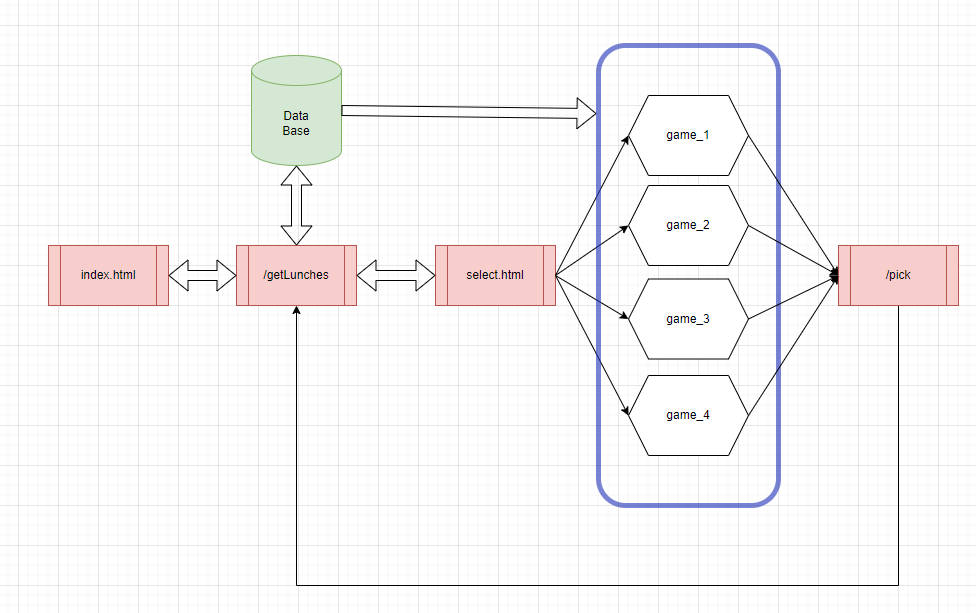 Data
Base
game_1
game_2
index.html
/getLunches
select.html
/pick
game_3
game_4